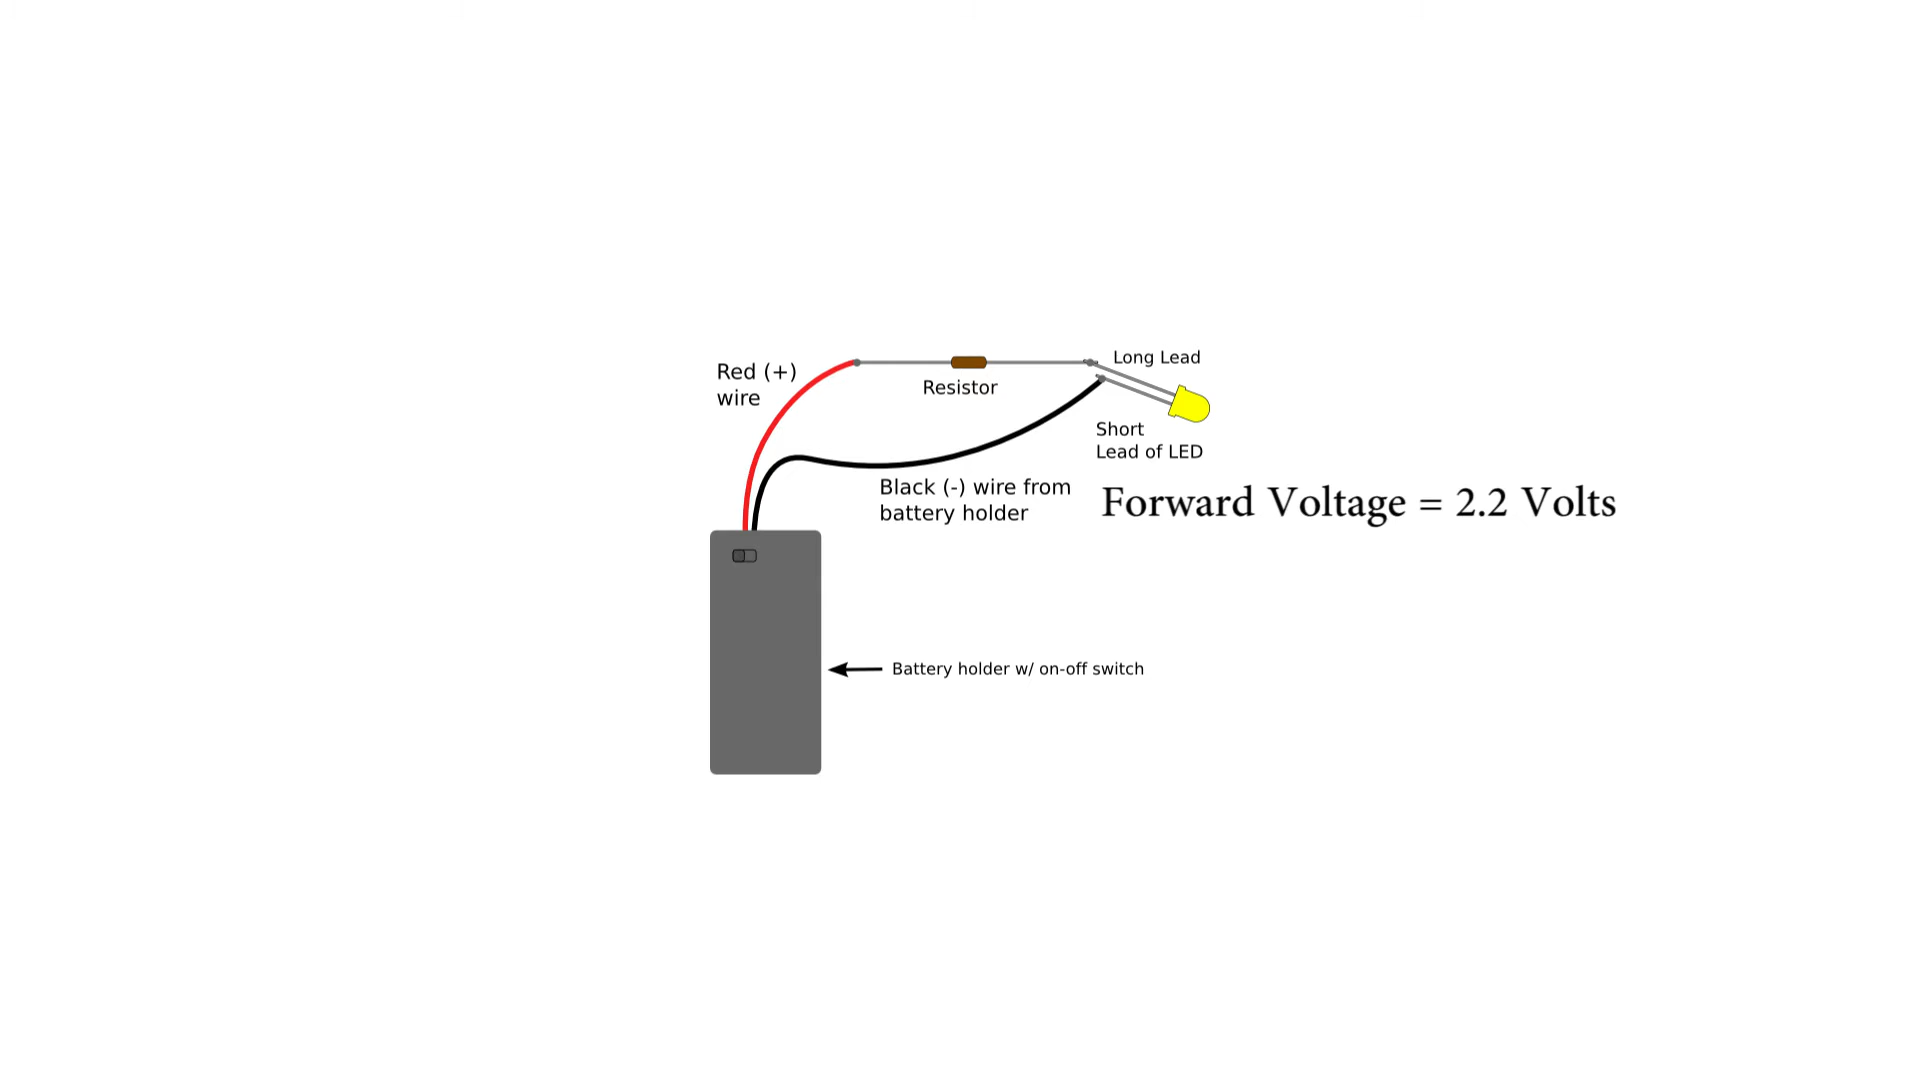 Red (+)
wire
Resistor
Long Lead
Short
Lead of LED
Black (-) wire from
battery holder
Forward Voltage = 2.2 Volts
Battery holder w/ on-off switch